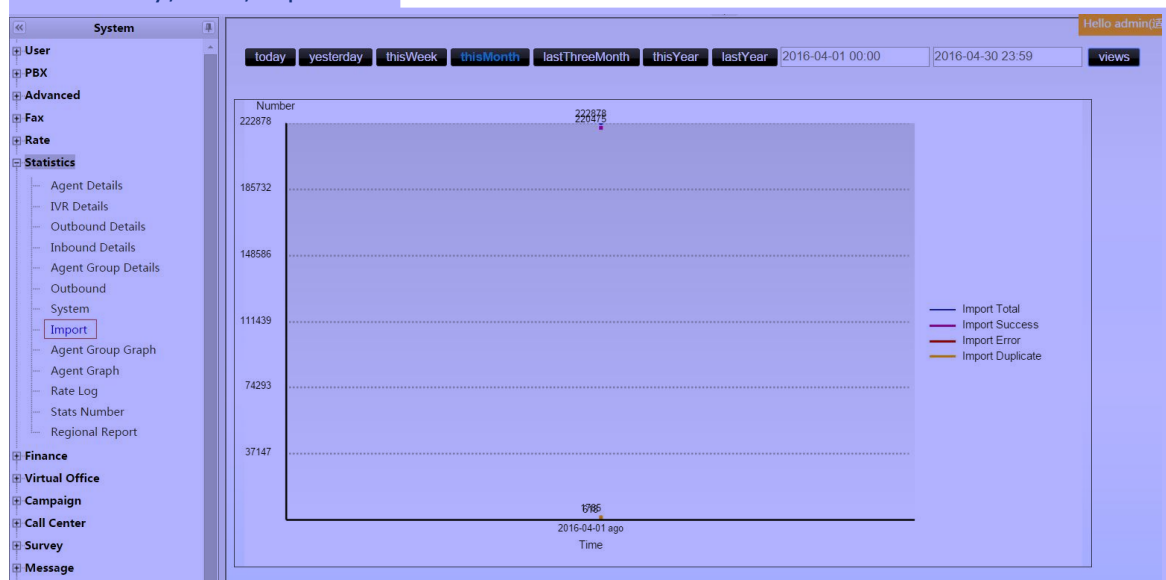 System
Hello admin(适
User
PBX
Advanced
Fax
Rate
Statistics
Agent Details
IVR Details
Outbound Details
Inbound Details
Agent Group Details
Outbound
System
Import
Agent Group Graph
Agent Graph
Rate Log
Stats Number
Regional Report
Finance
Virtual Office
Campaign
Call Center
Survey
Message
today yesterday thisWeek thisMonth lastThreeMonth thisYear lastYear 2016-04-01 00:00 2016-04-30 23:59 views
Number
222878
220475
222878
185732
148586
111439
74293
37147
1785
2016-04-01 ago
Time
Import Total
Import Success
Import Error
Import Duplicate